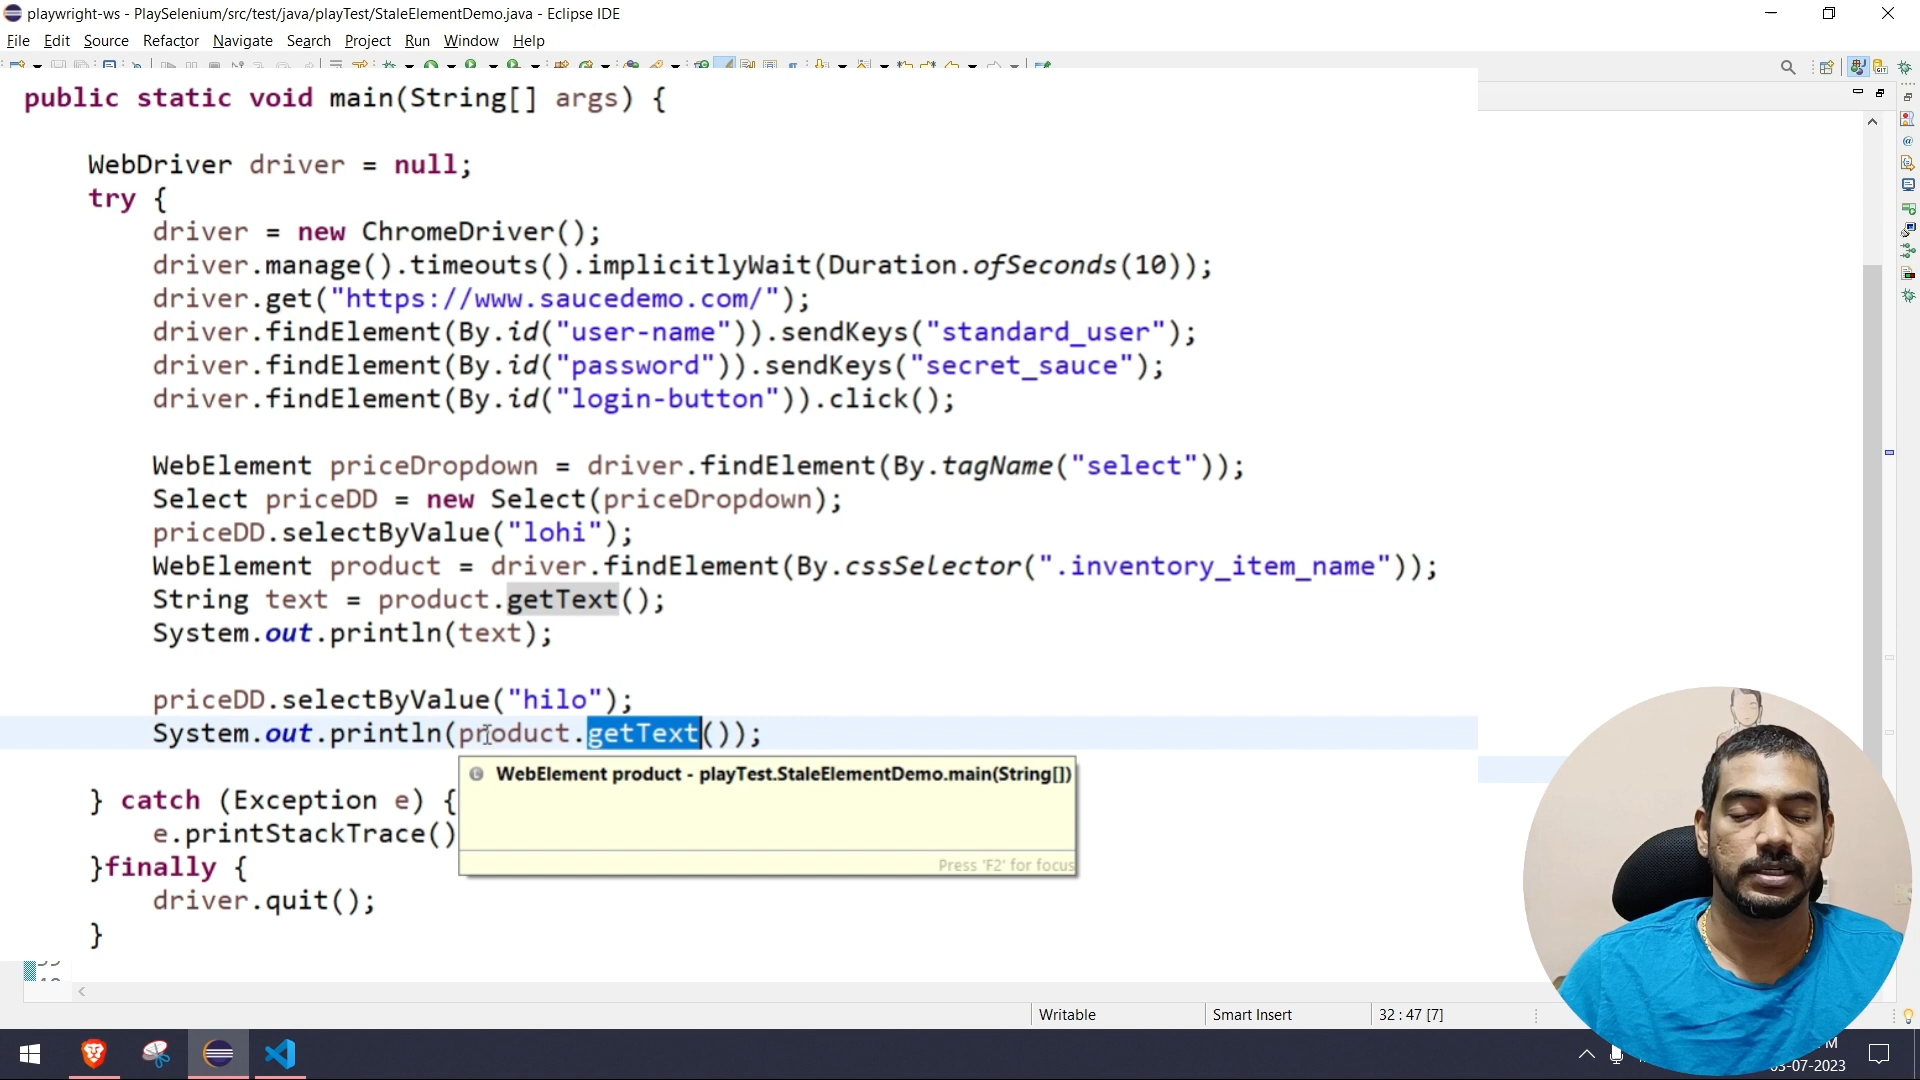 playwright-ws - PlaySelenium/src/test/java/playTest/StaleElementDemo.java - Eclipse IDE
File Edit Source Refactor Navigate Search Project Run Window Help
public static void main(String[] args) {
WebDriver driver = null;
try {
driver = new ChromeDriver();
driver.manage().timeouts().implicitlyWait(Duration.ofSeconds(10));
driver.get("https://www.saucedemo.com/");
driver.findElement(By.id("user-name")).sendKeys("standard_user");
driver.findElement(By.id("password")).sendKeys("secret_sauce");
driver.findElement(By.id("login-button")).click();
WebElement priceDropdown = driver.findElement(By.tagName("select"));
Select priceDD = new Select(priceDropdown);
priceDD.selectByValue("lohi");
WebElement product = driver.findElement(By.cssSelector(".inventory_item_name"));
String text = product.getText();
System.out.println(text);
priceDD.selectByValue("hilo");
System.out.println(product.getText());
WebElement product - playTest.StaleElementDemo.main(String[])
} catch (Exception e) {
e.printStackTrace()
Press 'F2' for focus
}finally {
driver.quit();
}
Writable Smart Insert 32 : 47 [7]
M
03-07-2023